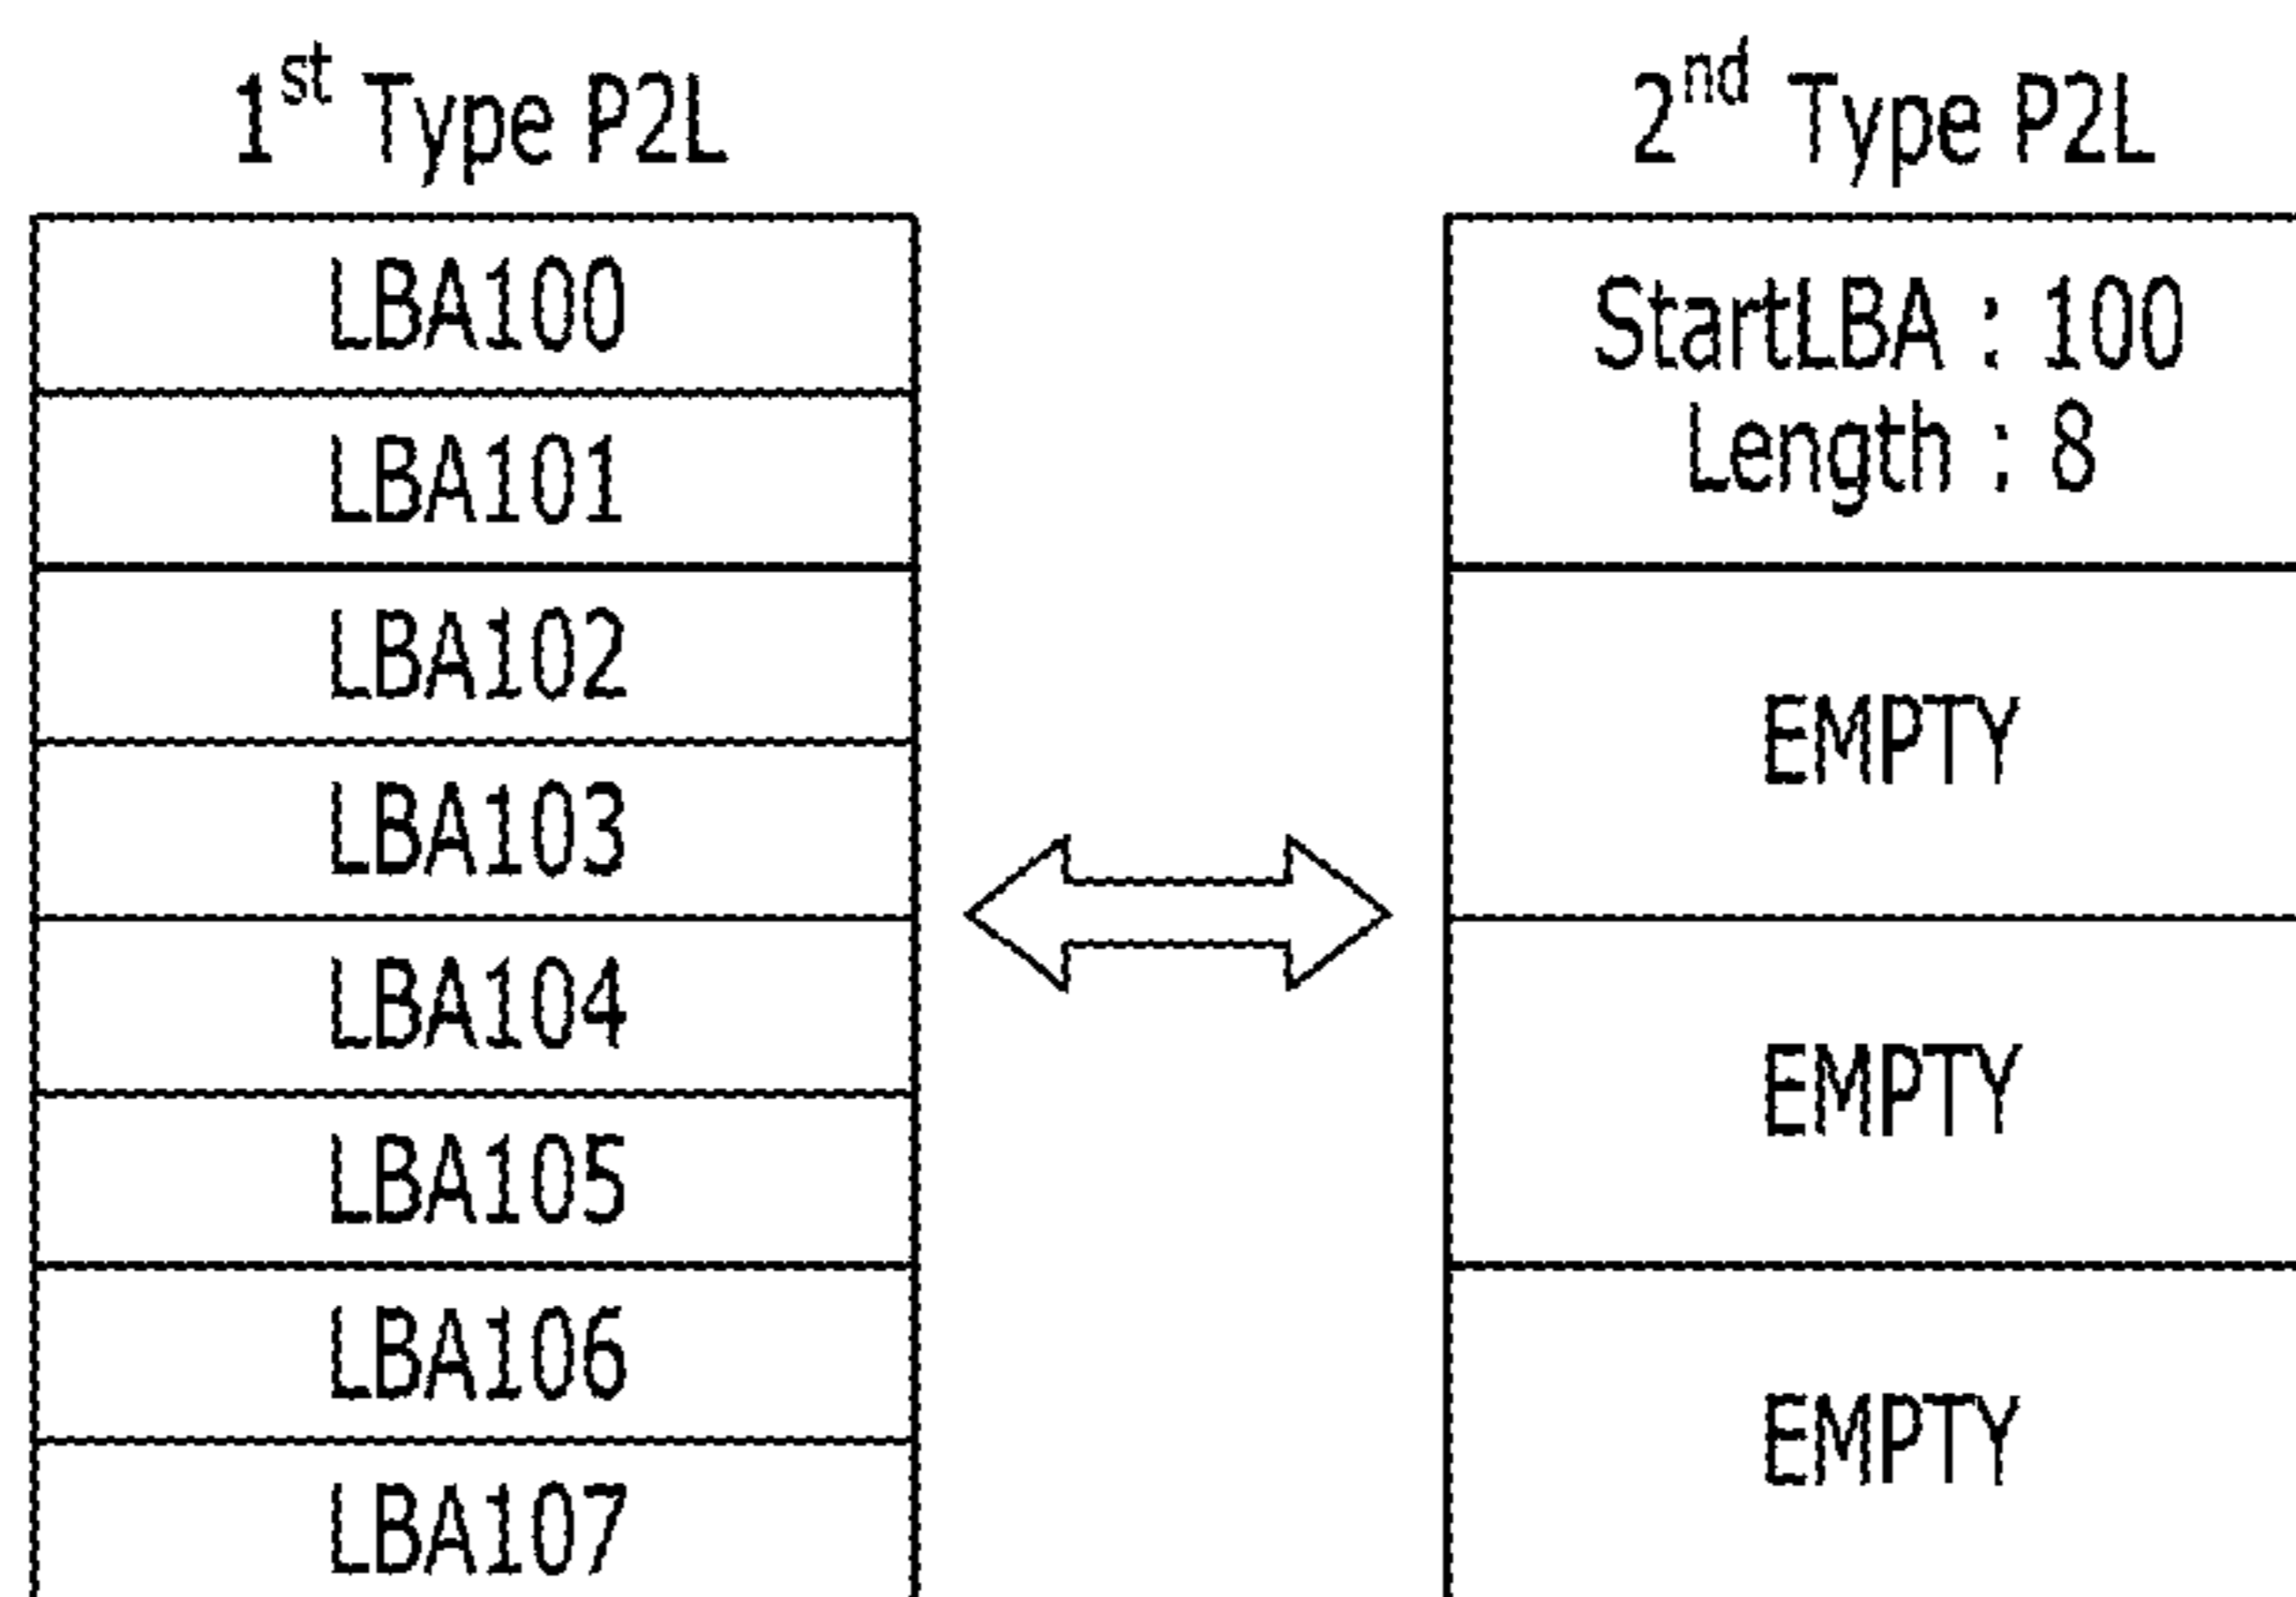 1st Type P2L
LBA100
LBA101
LBA102
LBA103
LBA104
LBA105
LBA106
LBA107
2nd Type P2L
StartLBA : 100
Length : 8
EMPTY
EMPTY
EMPTY